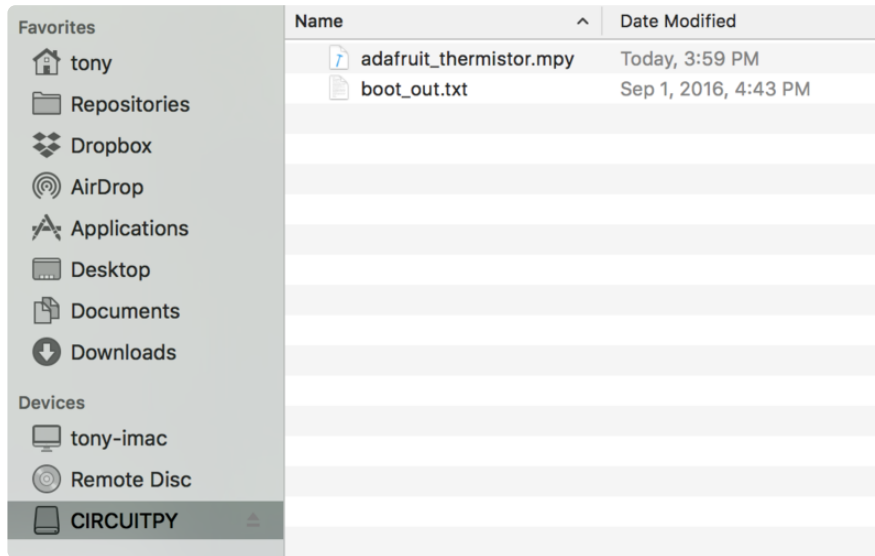 Favorites
tony
Repositories
Dropbox
AirDrop
Applications
Desktop
Documents
Downloads
Devices
tony-imac
Remote Disc
CIRCUITPY
Name Date Modified
adafruit_thermistor.mpy Today, 3:59 PM
boot_out.txt Sep 1, 2016, 4:43 PM